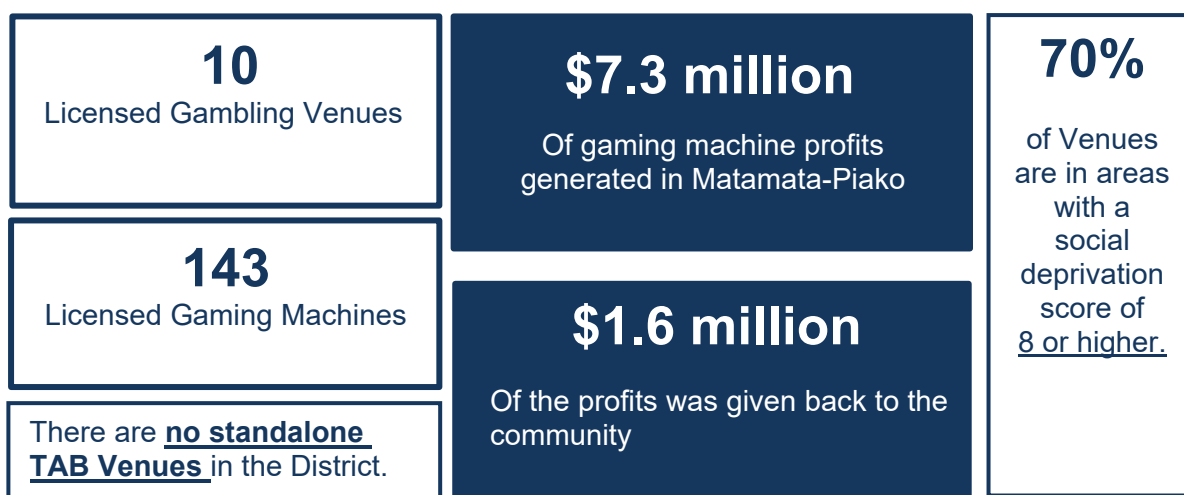 10
Licensed Gambling Venues
143
Licensed Gaming Machines
There are no standalone
TAB Venues in the District.
$7.3 million
Of gaming machine profits
generated in Matamata-Piako
$1.6 million
Of the profits was given back to the
community
70%
of Venues
are in areas
with a
social
deprivation
score of
8 or higher.